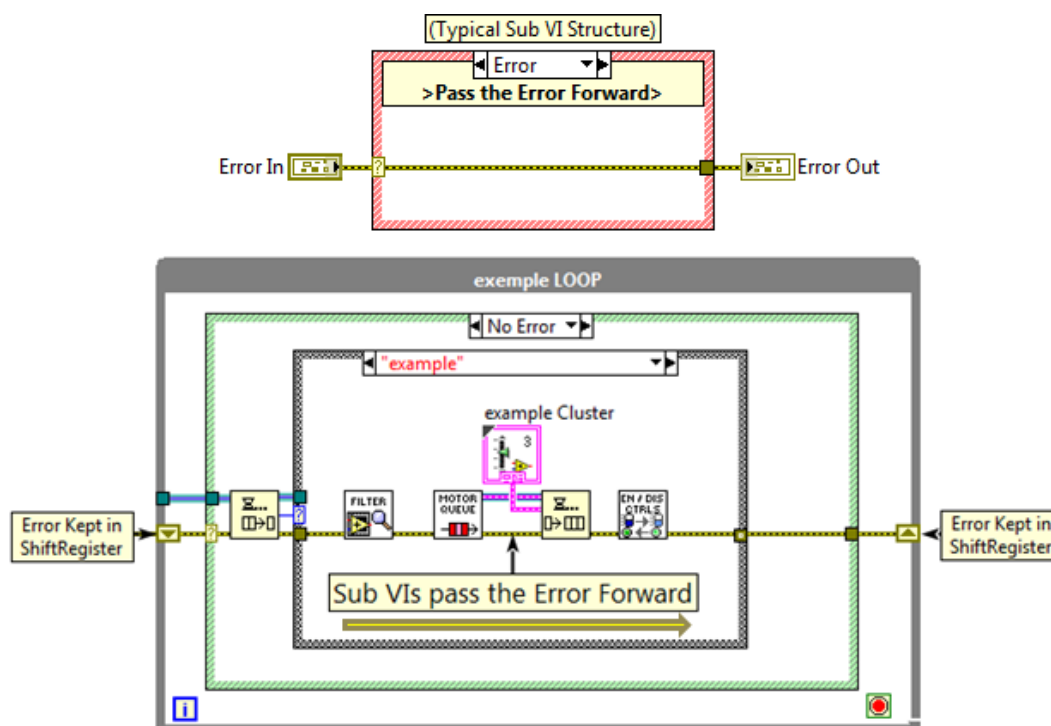 (Typical Sub VI Structure)
Error
>Pass the Error Forward>
Error In
Error Out
exemple LOOP
No Error
"example"
example Cluster
3
FILTER
MOTOR
QUEUE
EN / DIS
CTRLS
Error Kept in
ShiftRegister
Error Kept in
ShiftRegister
Sub VIs pass the Error Forward
i